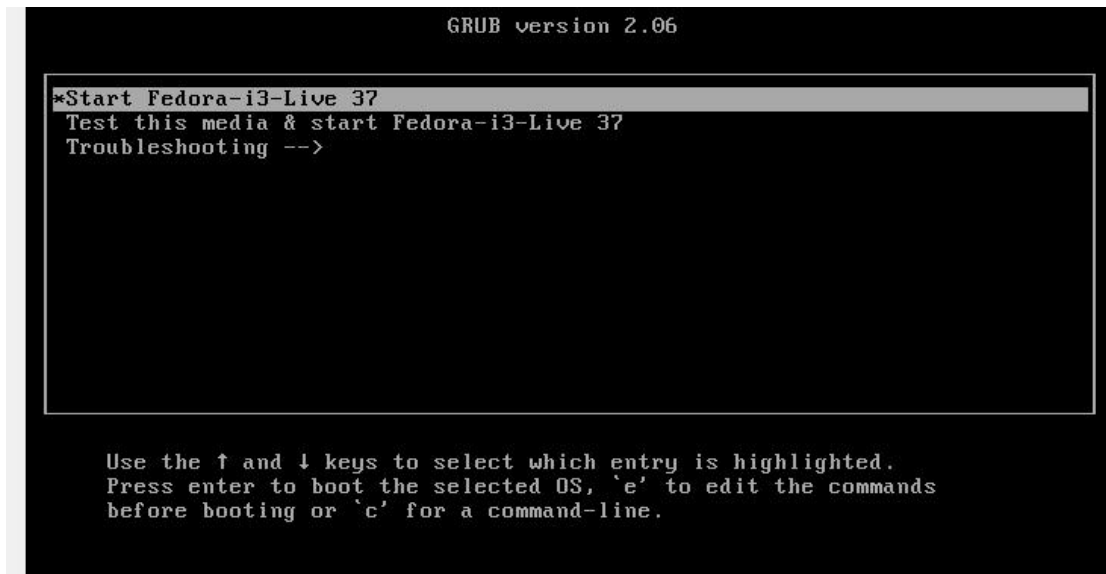 GRUB version 2.06
*Start Fedora-i3-Live 37
Test this media & start Fedora-i3-Live 37
Troubleshooting -->
Use the ↑ and ↓ keys to select which entry is highlighted.
Press enter to boot the selected OS, `e' to edit the commands
before booting or `c' for a command-line.